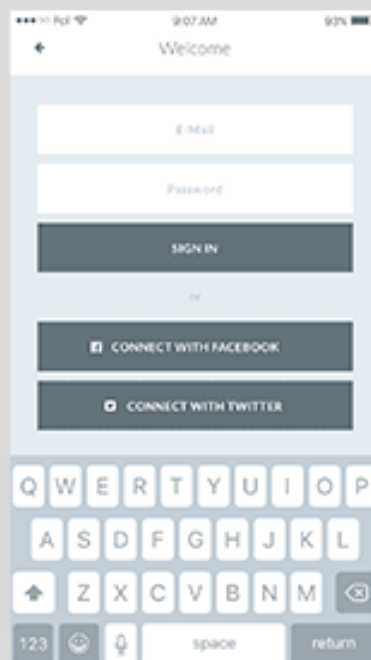 9:07 AM 93%
Welcome
E-Mail
Password
SIGN IN
or
CONNECT WITH FACEBOOK
CONNECT WITH TWITTER
Q W E R T Y U I O P
A S D F G H J K L
Z X C V B N M
123 space return